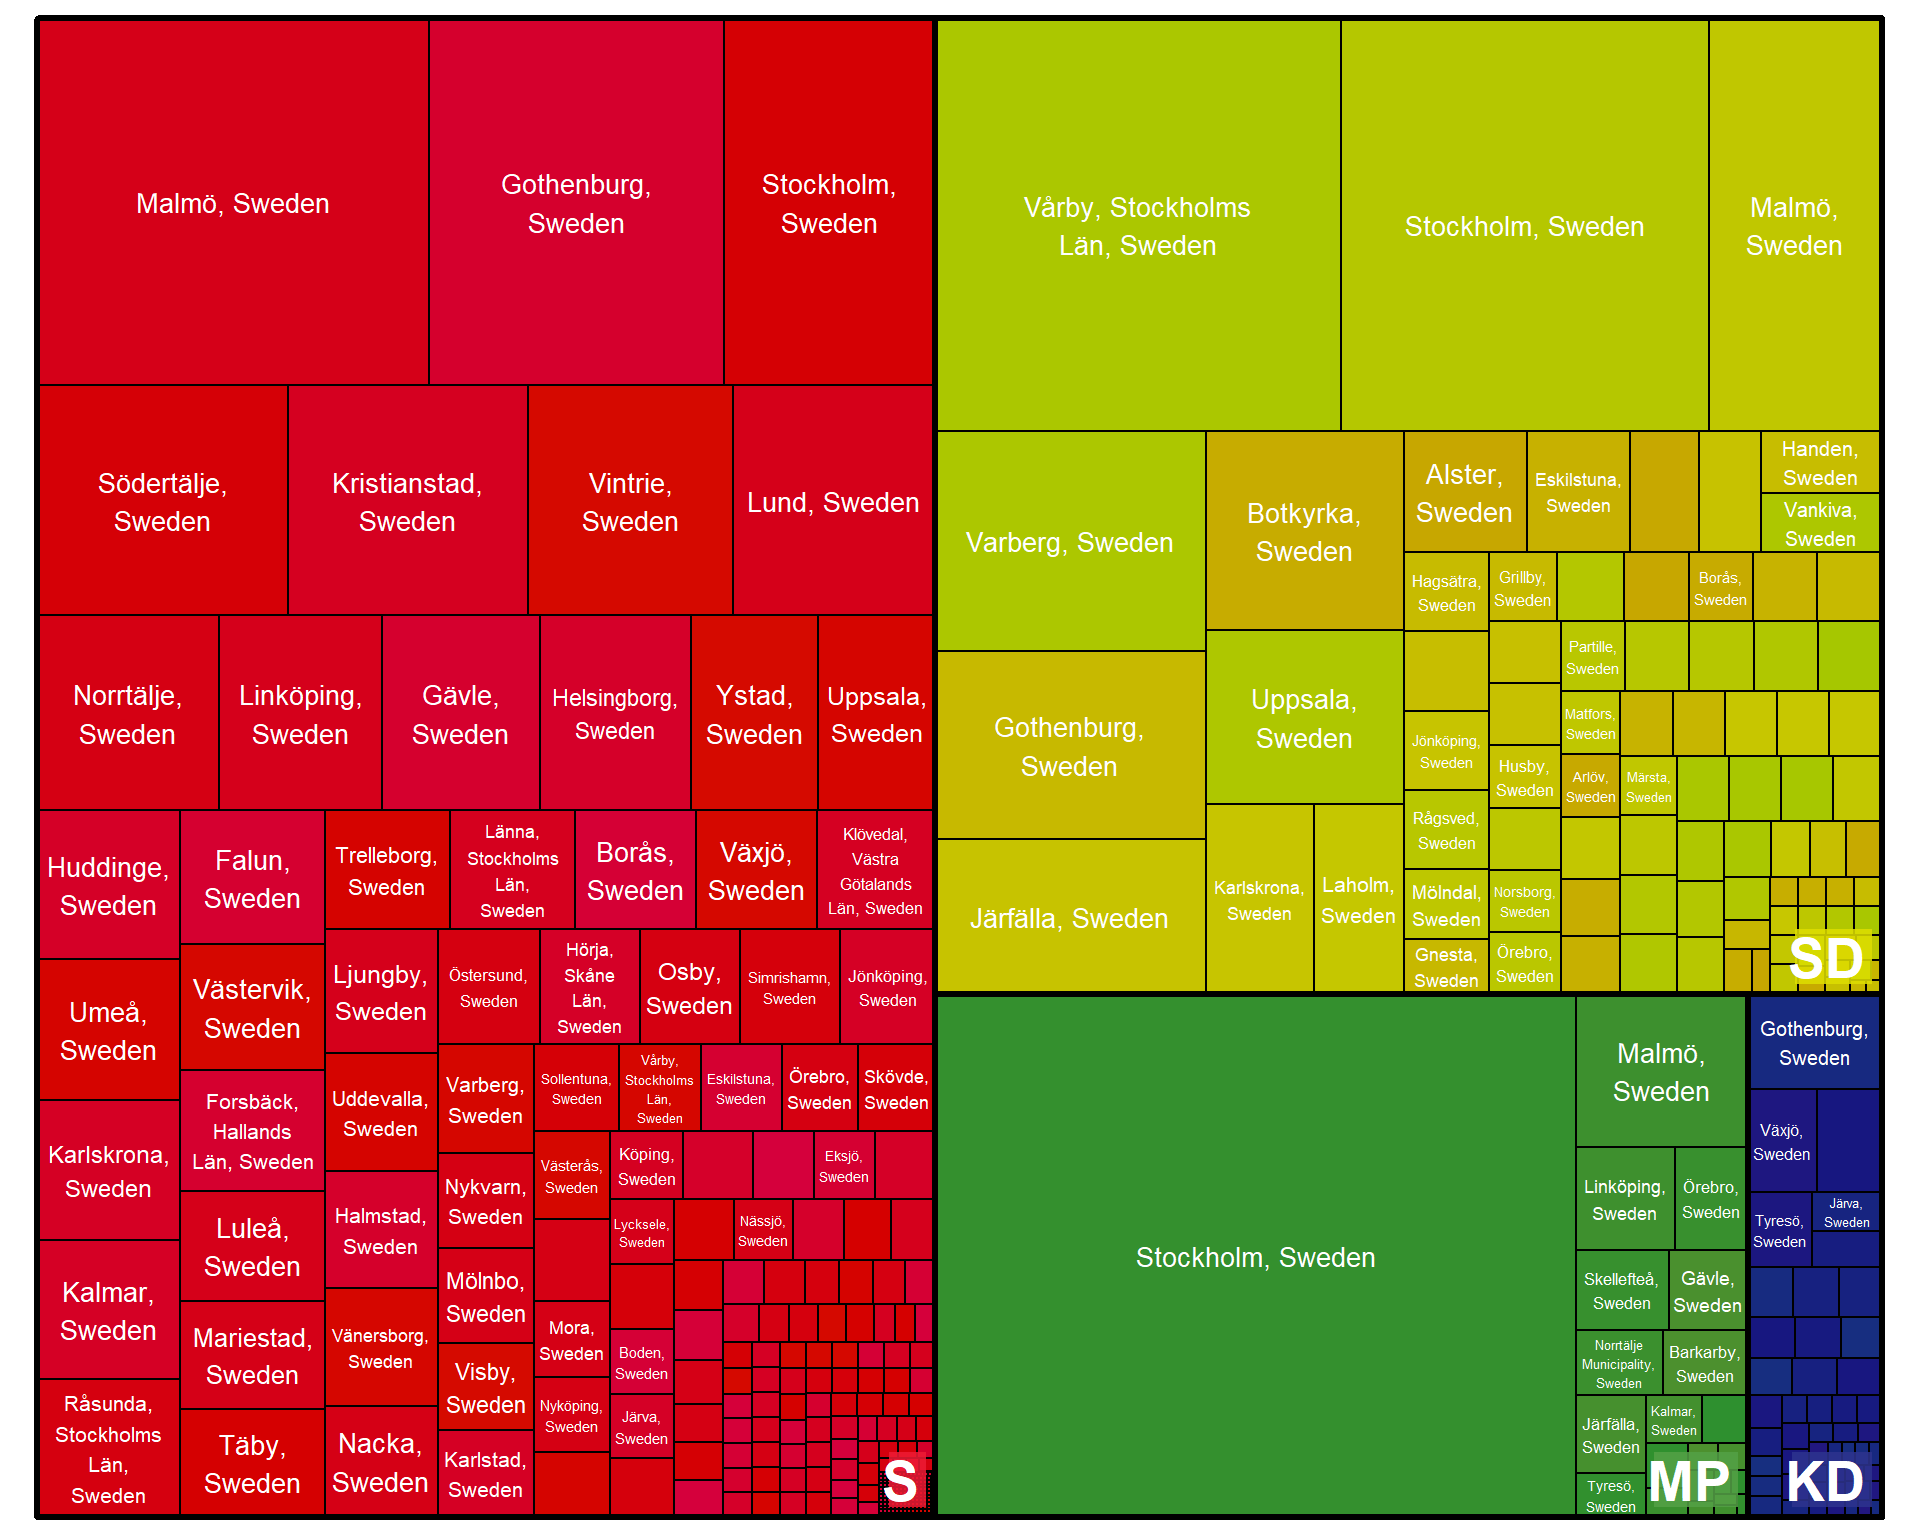 Malmö, Sweden
Gothenburg,
Sweden
Stockholm,
Sweden
Södertälje,
Sweden
Kristianstad,
Sweden
Vintrie,
Sweden
Lund, Sweden
Norrtälje,
Sweden
Linköping,
Sweden
Gävle,
Sweden
Helsingborg,
Sweden
Ystad,
Sweden
Uppsala,
Sweden
Huddinge,
Sweden
Falun,
Sweden
Trelleborg,
Sweden
Länna,
Stockholms
Län,
Sweden
Borås,
Sweden
Växjö,
Sweden
Klövedal,
Västra
Götalands
Län, Sweden
Umeå,
Sweden
Västervik,
Sweden
Ljungby,
Sweden
Östersund,
Sweden
Hörja,
Skåne
Län,
Sweden
Osby,
Sweden
Simrishamn,
Sweden
Jönköping,
Sweden
Karlskrona,
Sweden
Forsbäck,
Hallands
Län, Sweden
Uddevalla,
Sweden
Varberg,
Sweden
Sollentuna,
Sweden
Vårby,
Stockholms
Län,
Sweden
Eskilstuna,
Sweden
Örebro,
Sweden
Skövde,
Sweden
Kalmar,
Sweden
Luleå,
Sweden
Halmstad,
Sweden
Nykvarn,
Sweden
Västerås,
Sweden
Köping,
Sweden
Eksjö,
Sweden
Lycksele,
Sweden
Nässjö,
Sweden
Mariestad,
Sweden
Vänersborg,
Sweden
Mölnbo,
Sweden
Mora,
Sweden
Boden,
Sweden
Råsunda,
Stockholms
Län,
Sweden
Täby,
Sweden
Nacka,
Sweden
Visby,
Sweden
Karlstad,
Sweden
Nyköping,
Sweden
Järva,
Sweden
S
Vårby, Stockholms
Län, Sweden
Stockholm, Sweden
Malmö,
Sweden
Varberg, Sweden
Botkyrka,
Sweden
Alster,
Sweden
Eskilstuna,
Sweden
Handen,
Sweden
Vankiva,
Sweden
Hagsätra,
Sweden
Grillby,
Sweden
Borås,
Sweden
Gothenburg,
Sweden
Uppsala,
Sweden
Partille,
Sweden
Jönköping,
Sweden
Matfors,
Sweden
Husby,
Sweden
Arlöv,
Sweden
Märsta,
Sweden
Järfälla, Sweden
Karlskrona,
Sweden
Laholm,
Sweden
Rågsved,
Sweden
Mölndal,
Sweden
Norsborg,
Sweden
Gnesta,
Sweden
Örebro,
Sweden
SD
Stockholm, Sweden
Malmö,
Sweden
Linköping,
Sweden
Örebro,
Sweden
Skellefteå,
Sweden
Gävle,
Sweden
Norrtälje
Municipality,
Sweden
Barkarby,
Sweden
Järfälla,
Sweden
Kalmar,
Sweden
Tyresö,
Sweden
MP
Gothenburg,
Sweden
Växjö,
Sweden
Tyresö,
Sweden
Järva,
Sweden
KD